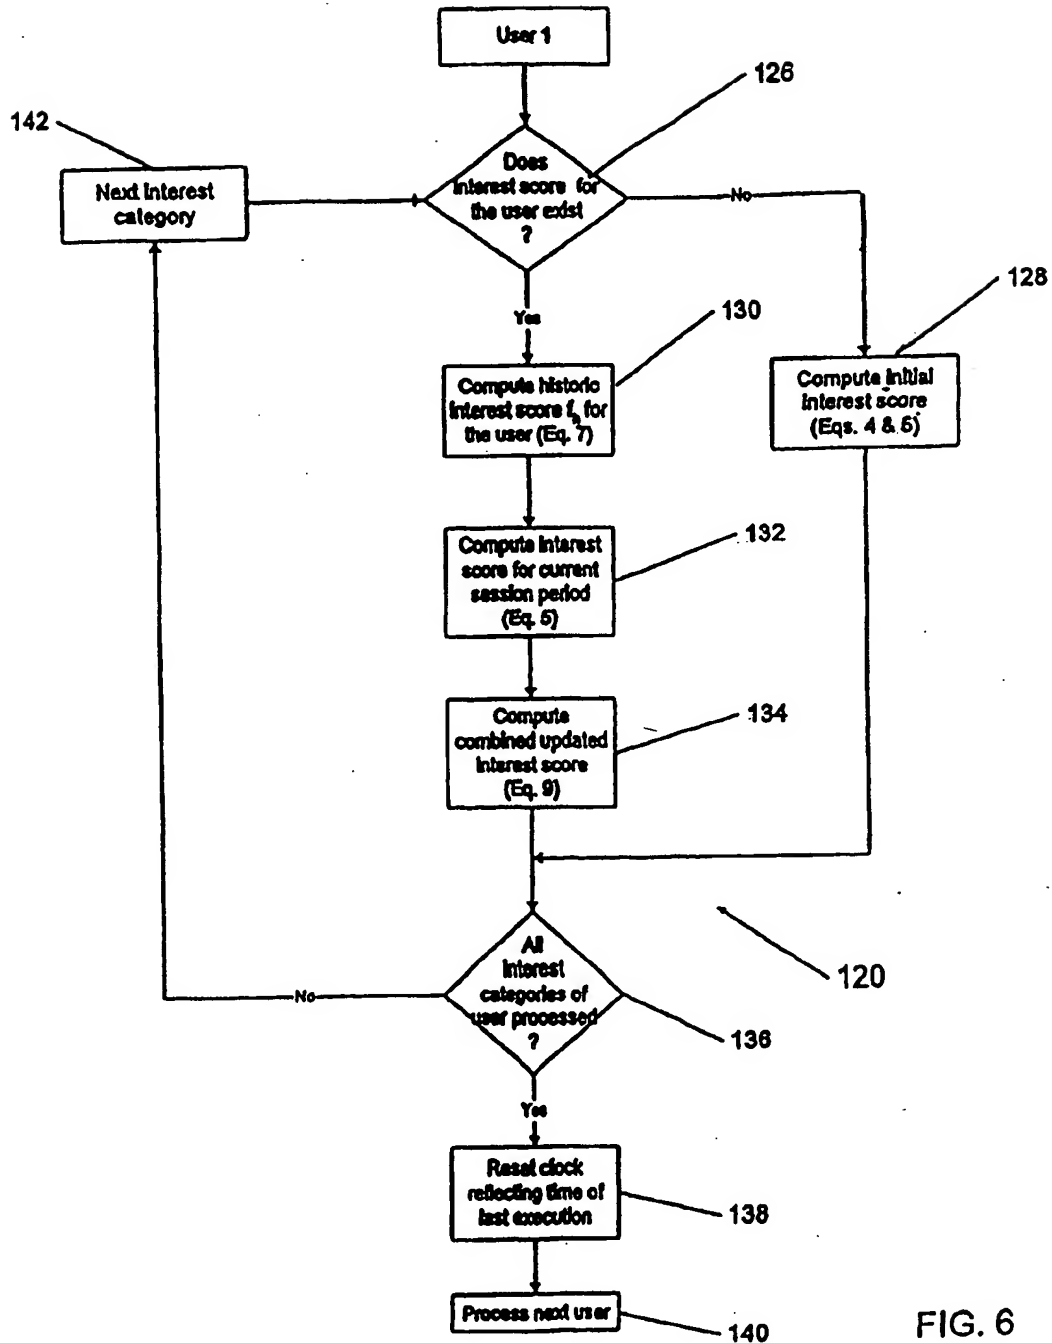 User 1
126
142
Does
interest score for
the user exist
?
Next interest
category
No
128
Yes
130
Compute historic
interest score fh for
the user (Eq. 7)
Compute initial
interest score
(Eqs. 4 & 5)
132
Compute interest
score for current
session period
(Eq. 5)
134
Compute
combined updated
interest score
(Eq. 9)
120
All
interest
categories of
user processed
?
No
136
Yes
Reset clock
reflecting time of
last execution
138
Process next user
140
FIG. 6